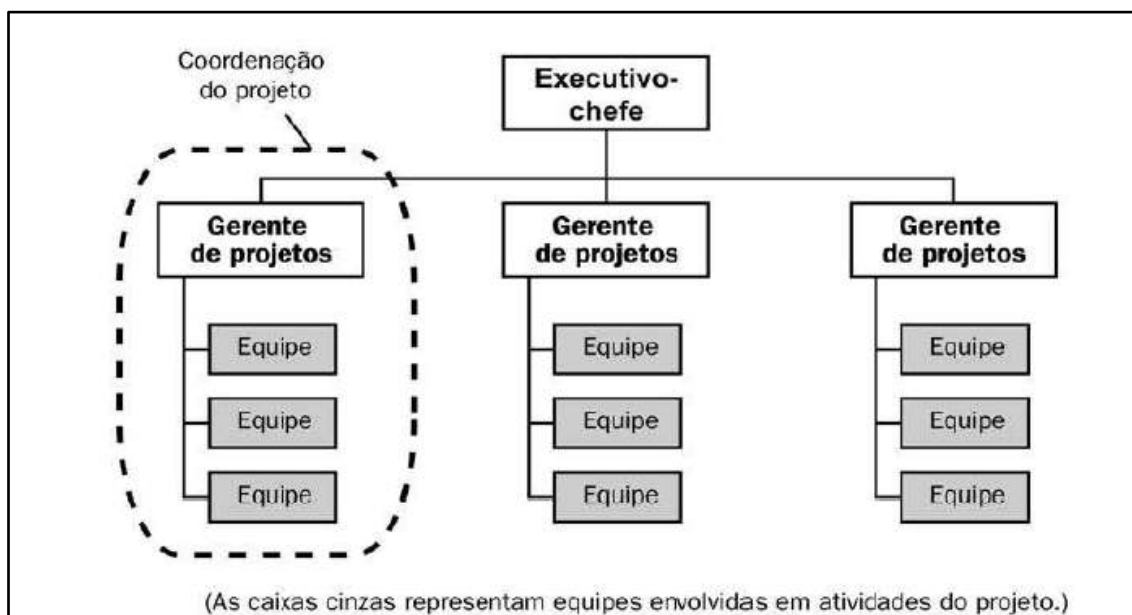 Coordenação
do projeto
Executivo-
chefe
Gerente
de projetos
Gerente
de projetos
Gerente
de projetos
Equipe
Equipe
Equipe
Equipe
Equipe
Equipe
Equipe
Equipe
Equipe
(As caixas cinzas representam equipes envolvidas em atividades do projeto.)